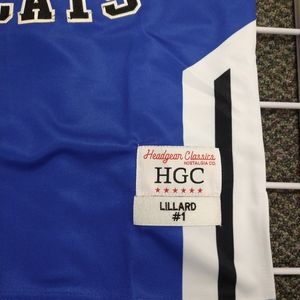 CATS
Headgear Classics
NOSTALGIA CO.
HGC
LILLARD
#1